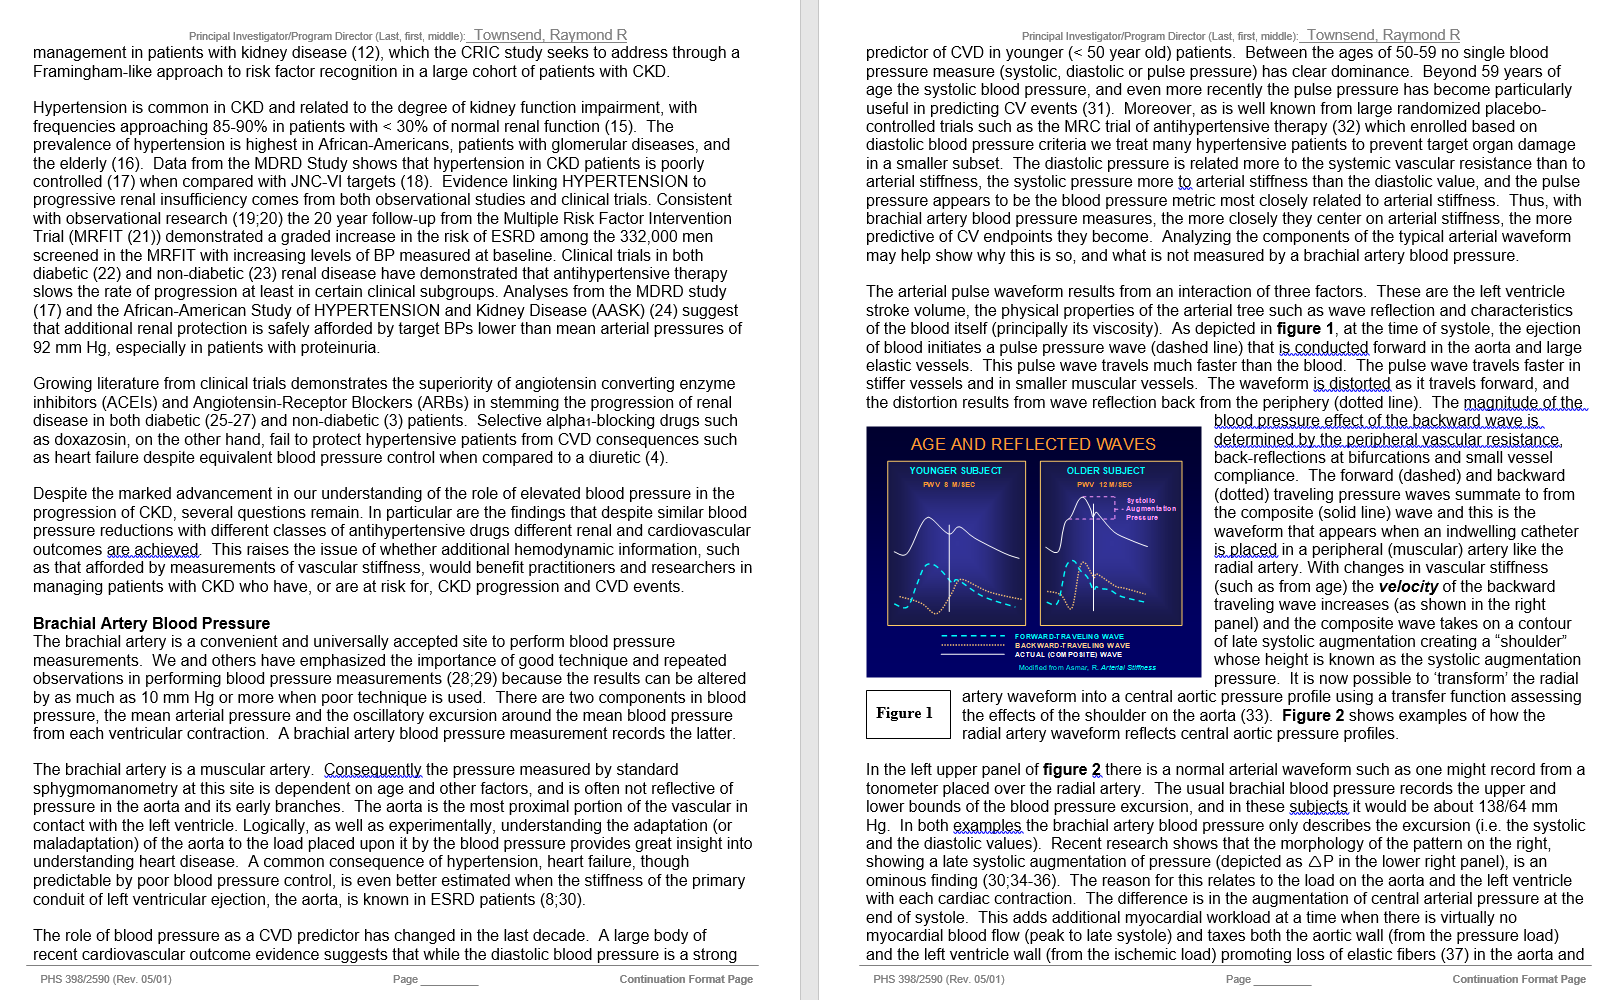 Principal Investigator/Program Director (Last, first, middle): Townsend, Raymond R
management in patients with kidney disease (12), which the CRIC study seeks to address through a
Framingham-like approach to risk factor recognition in a large cohort of patients with CKD.
Hypertension is common in CKD and related to the degree of kidney function impairment, with
frequencies approaching 85-90% in patients with < 30% of normal renal function (15).  The
prevalence of hypertension is highest in African-Americans, patients with glomerular diseases, and
the elderly (16).  Data from the MDRD Study shows that hypertension in CKD patients is poorly
controlled (17) when compared with JNC-VI targets (18).  Evidence linking HYPERTENSION to
progressive renal insufficiency comes from both observational studies and clinical trials. Consistent
with observational research (19;20) the 20 year follow-up from the Multiple Risk Factor Intervention
Trial (MRFIT (21)) demonstrated a graded increase in the risk of ESRD among the 332,000 men
screened in the MRFIT with increasing levels of BP measured at baseline. Clinical trials in both
diabetic (22) and non-diabetic (23) renal disease have demonstrated that antihypertensive therapy
slows the rate of progression at least in certain clinical subgroups. Analyses from the MDRD study
(17) and the African-American Study of HYPERTENSION and Kidney Disease (AASK) (24) suggest
that additional renal protection is safely afforded by target BPs lower than mean arterial pressures of
92 mm Hg, especially in patients with proteinuria.
Growing literature from clinical trials demonstrates the superiority of angiotensin converting enzyme
inhibitors (ACEIs) and Angiotensin-Receptor Blockers (ARBs) in stemming the progression of renal
disease in both diabetic (25-27) and non-diabetic (3) patients.  Selective alpha1-blocking drugs such
as doxazosin, on the other hand, fail to protect hypertensive patients from CVD consequences such
as heart failure despite equivalent blood pressure control when compared to a diuretic (4).
Despite the marked advancement in our understanding of the role of elevated blood pressure in the
progression of CKD, several questions remain. In particular are the findings that despite similar blood
pressure reductions with different classes of antihypertensive drugs different renal and cardiovascular
outcomes are achieved.  This raises the issue of whether additional hemodynamic information, such
as that afforded by measurements of vascular stiffness, would benefit practitioners and researchers in
managing patients with CKD who have, or are at risk for, CKD progression and CVD events.
Brachial Artery Blood Pressure
The brachial artery is a convenient and universally accepted site to perform blood pressure
measurements.  We and others have emphasized the importance of good technique and repeated
observations in performing blood pressure measurements (28;29) because the results can be altered
by as much as 10 mm Hg or more when poor technique is used.  There are two components in blood
pressure, the mean arterial pressure and the oscillatory excursion around the mean blood pressure
from each ventricular contraction.  A brachial artery blood pressure measurement records the latter.
The brachial artery is a muscular artery.  Consequently the pressure measured by standard
sphygmomanometry at this site is dependent on age and other factors, and is often not reflective of
pressure in the aorta and its early branches.  The aorta is the most proximal portion of the vascular in
contact with the left ventricle. Logically, as well as experimentally, understanding the adaptation (or
maladaptation) of the aorta to the load placed upon it by the blood pressure provides great insight into
understanding heart disease.  A common consequence of hypertension, heart failure, though
predictable by poor blood pressure control, is even better estimated when the stiffness of the primary
conduit of left ventricular ejection, the aorta, is known in ESRD patients (8;30).
The role of blood pressure as a CVD predictor has changed in the last decade.  A large body of
recent cardiovascular outcome evidence suggests that while the diastolic blood pressure is a strong
PHS 398/2590 (Rev. 05/01) Page ________ Continuation Format Page
Principal Investigator/Program Director (Last, first, middle): Townsend, Raymond R
predictor of CVD in younger (< 50 year old) patients.  Between the ages of 50-59 no single blood
pressure measure (systolic, diastolic or pulse pressure) has clear dominance.  Beyond 59 years of
age the systolic blood pressure, and even more recently the pulse pressure has become particularly
useful in predicting CV events (31).  Moreover, as is well known from large randomized placebo-
controlled trials such as the MRC trial of antihypertensive therapy (32) which enrolled based on
diastolic blood pressure criteria we treat many hypertensive patients to prevent target organ damage
in a smaller subset.  The diastolic pressure is related more to the systemic vascular resistance than to
arterial stiffness, the systolic pressure more to arterial stiffness than the diastolic value, and the pulse
pressure appears to be the blood pressure metric most closely related to arterial stiffness.  Thus, with
brachial artery blood pressure measures, the more closely they center on arterial stiffness, the more
predictive of CV endpoints they become.  Analyzing the components of the typical arterial waveform
may help show why this is so, and what is not measured by a brachial artery blood pressure.
The arterial pulse waveform results from an interaction of three factors.  These are the left ventricle
stroke volume, the physical properties of the arterial tree such as wave reflection and characteristics
of the blood itself (principally its viscosity).  As depicted in figure 1, at the time of systole, the ejection
of blood initiates a pulse pressure wave (dashed line) that is conducted forward in the aorta and large
elastic vessels.  This pulse wave travels much faster than the blood.  The pulse wave travels faster in
stiffer vessels and in smaller muscular vessels.  The waveform is distorted as it travels forward, and
the distortion results from wave reflection back from the periphery (dotted line).  The magnitude of the
blood pressure effect of the backward wave is
determined by the peripheral vascular resistance,
back-reflections at bifurcations and small vessel
compliance.  The forward (dashed) and backward
(dotted) traveling pressure waves summate to from
the composite (solid line) wave and this is the
waveform that appears when an indwelling catheter
is placed in a peripheral (muscular) artery like the
radial artery. With changes in vascular stiffness
(such as from age) the velocity of the backward
traveling wave increases (as shown in the right
panel) and the composite wave takes on a contour
of late systolic augmentation creating a “shoulder”
whose height is known as the systolic augmentation
pressure.  It is now possible to ‘transform’ the radial
artery waveform into a central aortic pressure profile using a transfer function assessing
the effects of the shoulder on the aorta (33).  Figure 2 shows examples of how the
radial artery waveform reflects central aortic pressure profiles.
AGE AND REFLECTED WAVES
YOUNGER SUBJECT
PWV 8 M/SEC
OLDER SUBJECT
PWV 12 M/SEC
Systolic
Augmentation
Pressure
FORWARD-TRAVELING WAVE
BACKWARD-TRAVELING WAVE
ACTUAL (COMPOSITE) WAVE
Modified from Asmar, R. Arterial Stiffness
Figure 1
In the left upper panel of figure 2 there is a normal arterial waveform such as one might record from a
tonometer placed over the radial artery.  The usual brachial blood pressure records the upper and
lower bounds of the blood pressure excursion, and in these subjects it would be about 138/64 mm
Hg.  In both examples the brachial artery blood pressure only describes the excursion (i.e. the systolic
and the diastolic values).  Recent research shows that the morphology of the pattern on the right,
showing a late systolic augmentation of pressure (depicted as △P in the lower right panel), is an
ominous finding (30;34-36).  The reason for this relates to the load on the aorta and the left ventricle
with each cardiac contraction.  The difference is in the augmentation of central arterial pressure at the
end of systole.  This adds additional myocardial workload at a time when there is virtually no
myocardial blood flow (peak to late systole) and taxes both the aortic wall (from the pressure load)
and the left ventricle wall (from the ischemic load) promoting loss of elastic fibers (37) in the aorta and
PHS 398/2590 (Rev. 05/01) Page ________ Continuation Format Page